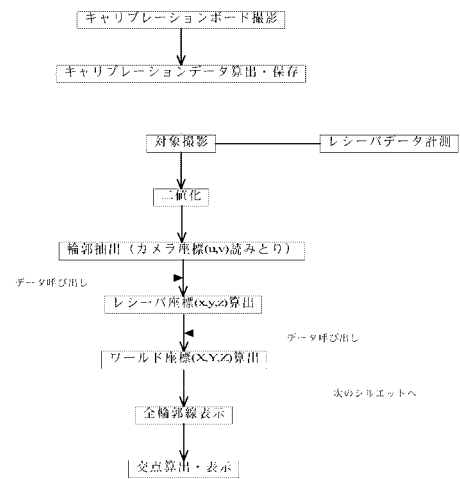 キャリブレーションボード撮影
キャリブレーションデータ算出・保存
対象撮影
レシーバデータ計測
二値化
輪郭抽出（カメラ座標(u,v)読みとり）
データ呼び出し
レシーバ座標(x,y,z)算出
データ呼び出し
ワールド座標(X,Y,Z)算出
次のシルエットへ
全輪郭線表示
交点算出・表示